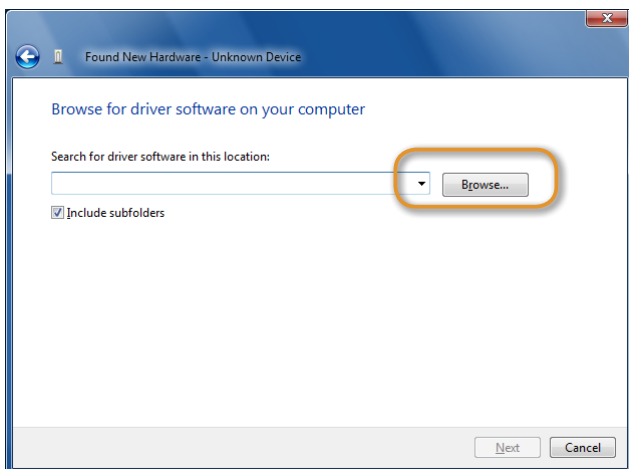 Found New Hardware - Unknown Device
Browse for driver software on your computer
Search for driver software in this location:
Browse...
Include subfolders
Next Cancel